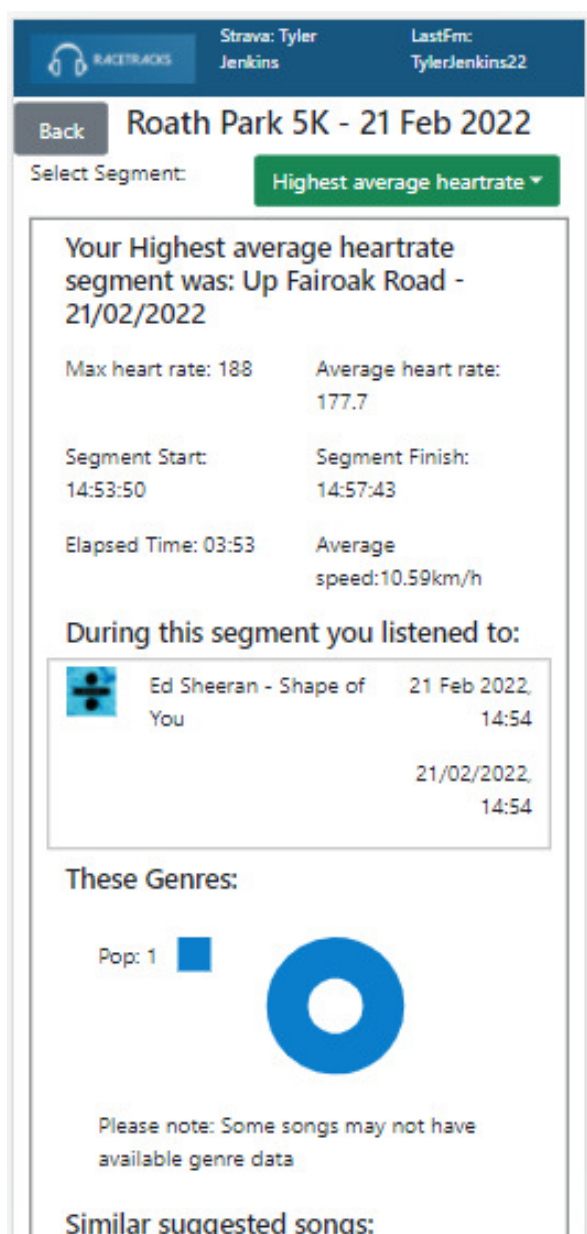 Strava: Tyler Jenkins
LastFm: TylerJenkins22
RACETRACKS
Back
Roath Park 5K - 21 Feb 2022
Select Segment:
Highest average heartrate
Your Highest average heartrate
segment was: Up Fairoak Road -
21/02/2022
Max heart rate: 188
Average heart rate:
177.7
Segment Start:
14:53:50
Segment Finish:
14:57:43
Elapsed Time: 03:53
Average
speed:10.59km/h
During this segment you listened to:
Ed Sheeran - Shape of
You
21 Feb 2022,
14:54
21/02/2022,
14:54
These Genres:
Pop: 1
Please note: Some songs may not have
available genre data
Similar suggested songs: